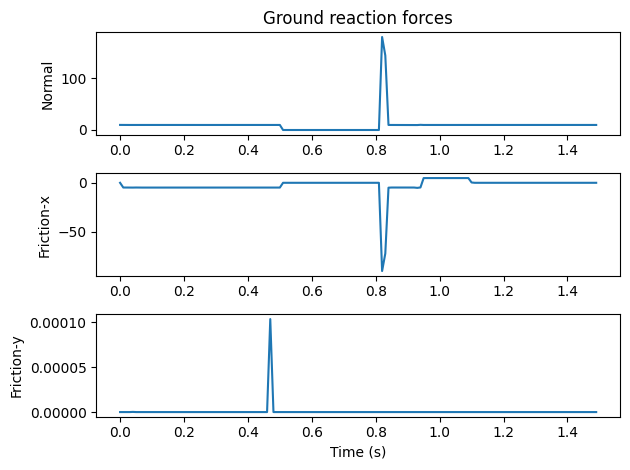 Ground reaction forces
Normal
100
0
0.0 0.2 0.4 0.6 0.8 1.0 1.2 1.4
Friction-x
0
−50
0.0 0.2 0.4 0.6 0.8 1.0 1.2 1.4
Friction-y
0.00010
0.00005
0.00000
0.0 0.2 0.4 0.6 0.8 1.0 1.2 1.4
Time (s)